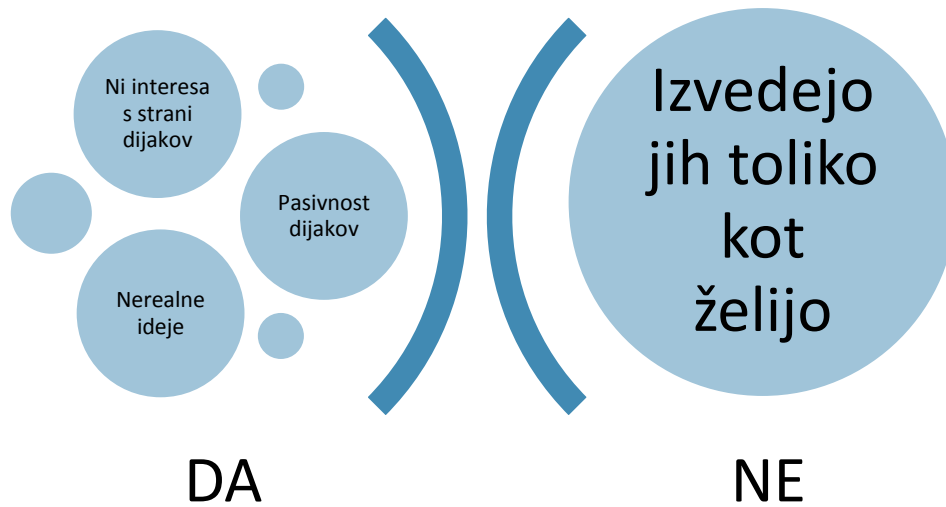 Ni interesa
s strani
dijakov
Pasivnost
dijakov
Nerealne
ideje
DA
Izvedejo
jih toliko
kot
želijo
NE